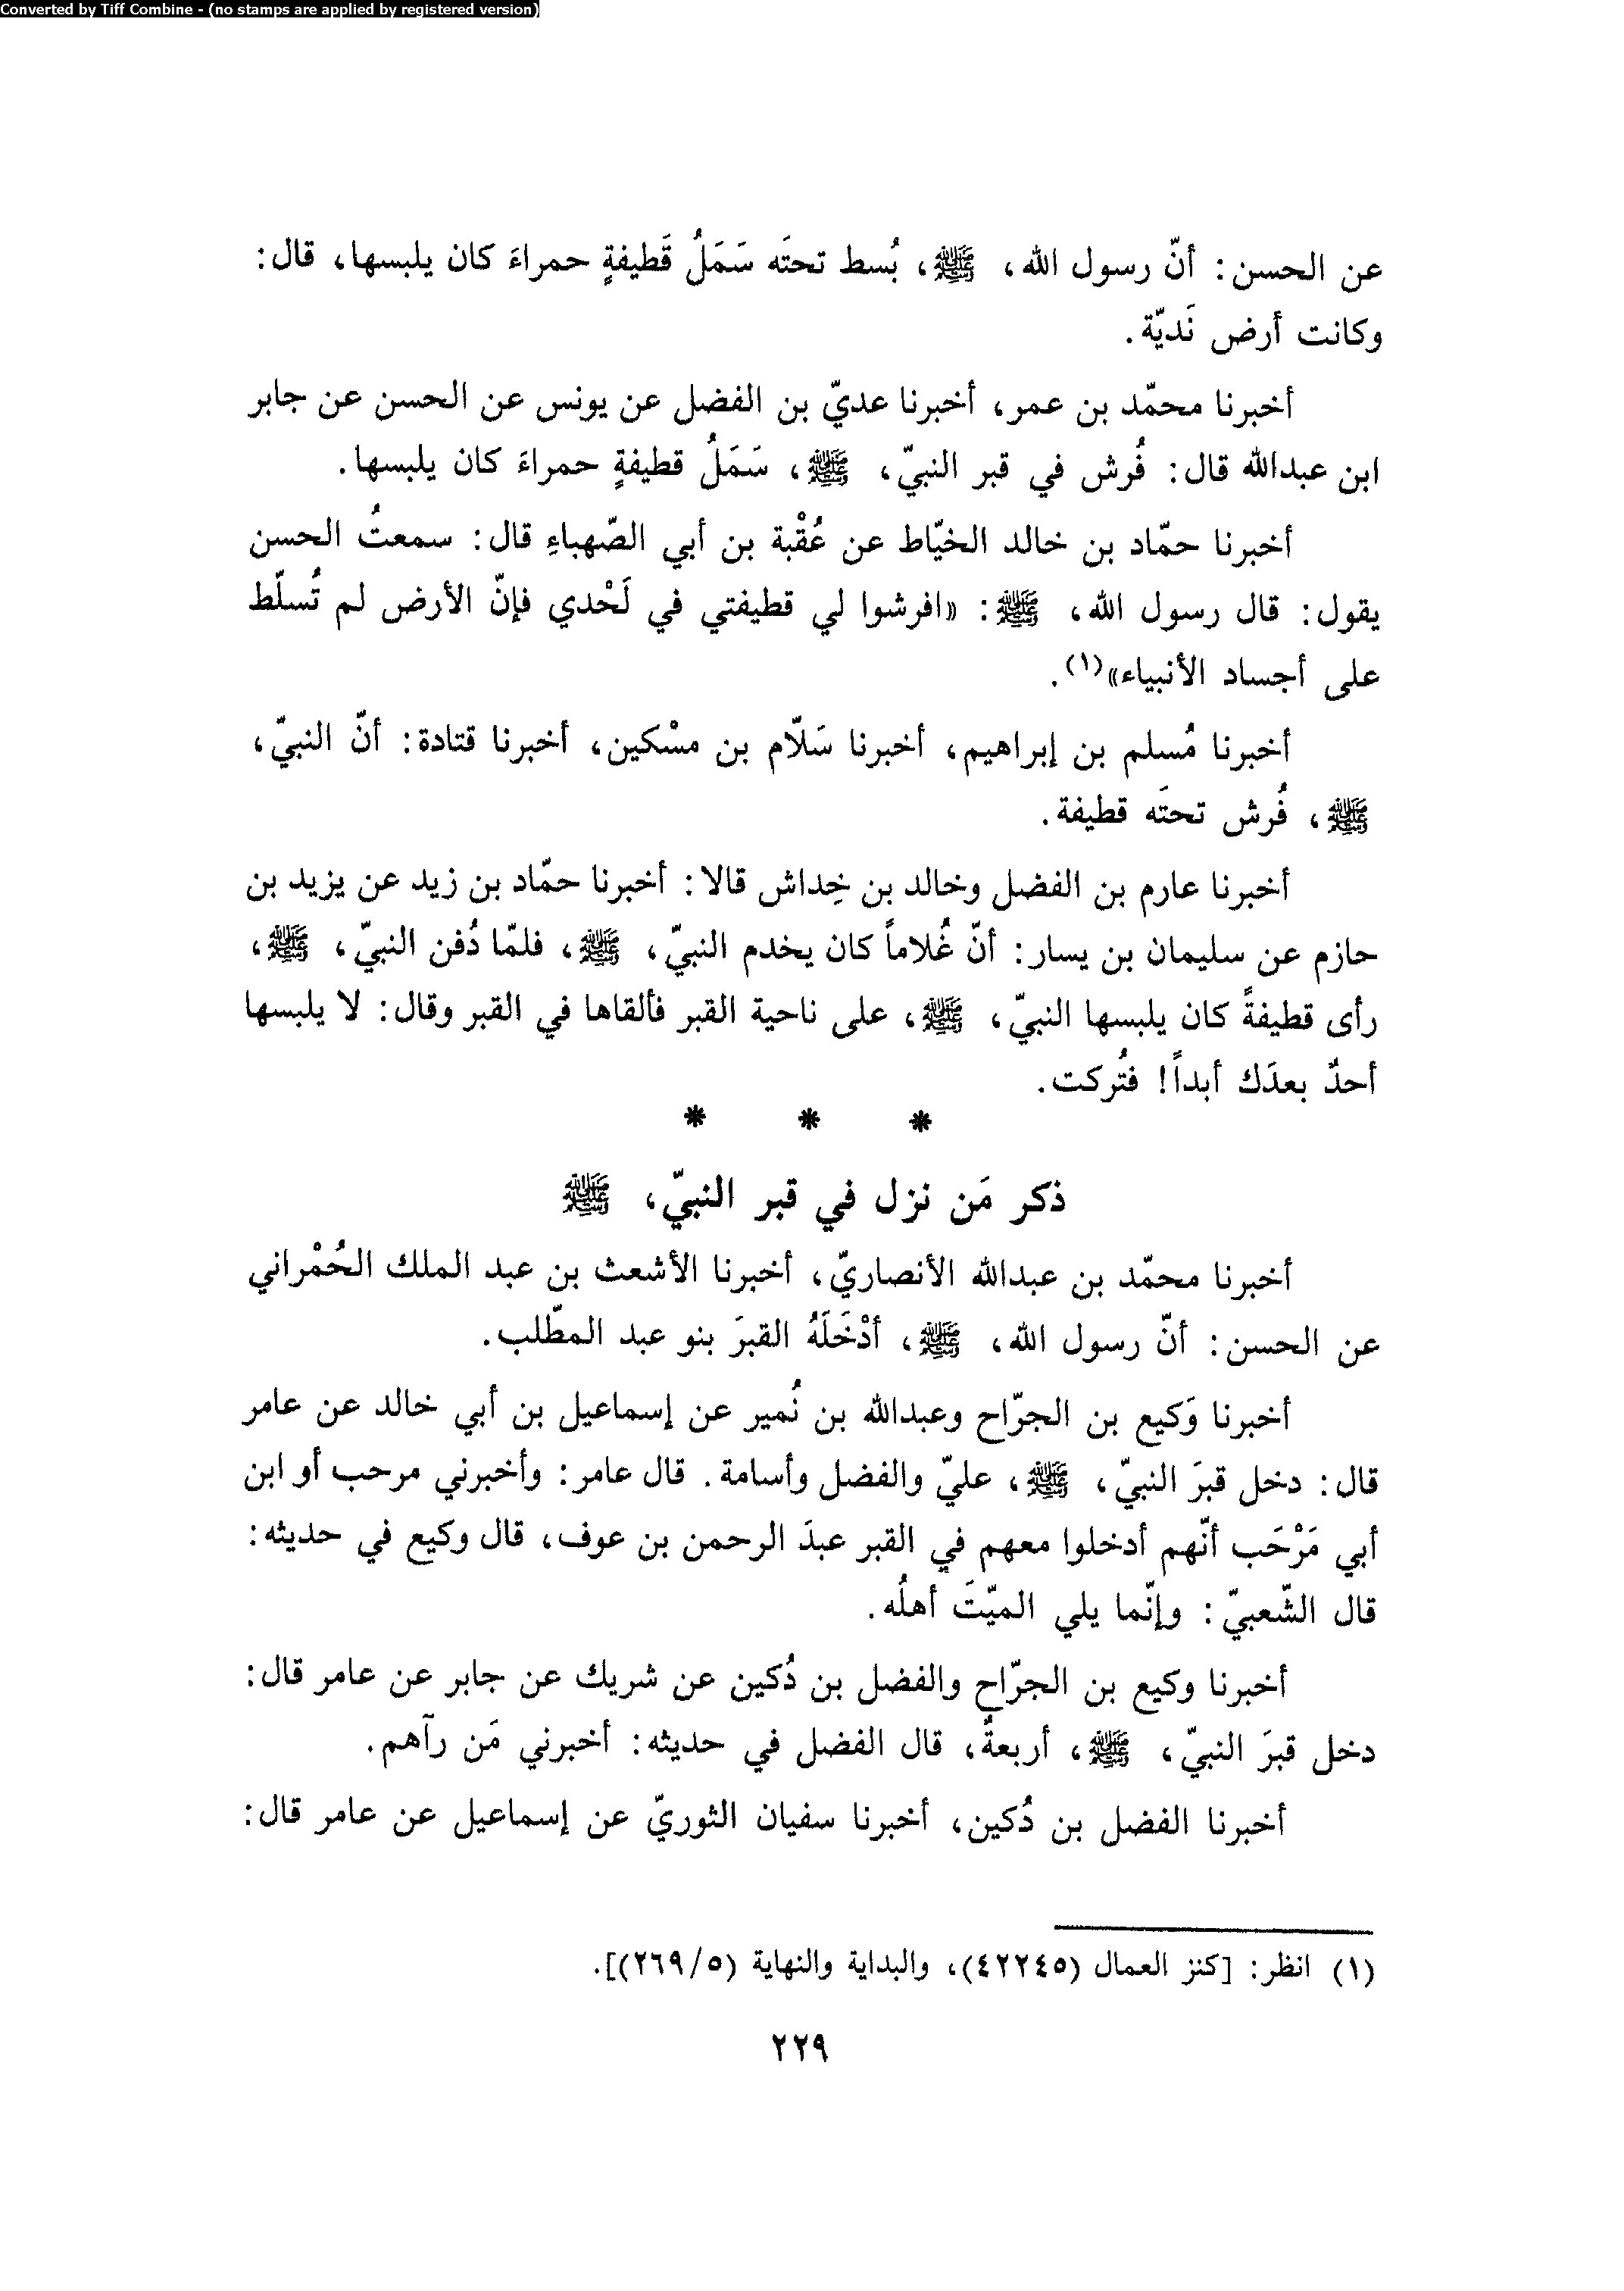 Converted by Tiff Combine - (no stamps are applied by registered version)
عن الحسن: أنّ رسول الله، ﷺ، بُسط تحتَه سَمَلُ قَطيفةٍ حمراءَ كان يلبسها، قال:
وكانت أرض نَديّة.
أخبرنا محمّد بن عمر، أخبرنا عديّ بن الفضل عن يونس عن الحسن عن جابر
ابن عبدالله قال: فُرش في قبر النبيّ، ﷺ، سَمَلُ قطيفةٍ حمراءَ كان يلبسها.
أخبرنا حمّاد بن خالد الخيّاط عن عُقْبة بن أبي الصّهباءِ قال: سمعتُ الحسن
يقول: قال رسول الله، ﷺ: «افرشوا لي قطيفتي في لَحْدي فإنّ الأرض لم تُسلّط
على أجساد الأنبياء»(١).
أخبرنا مُسلم بن إبراهيم، أخبرنا سَلّام بن مسْكين، أخبرنا قتادة: أنّ النبيّ،
ﷺ، فُرش تحتَه قطيفة.
أخبرنا عارم بن الفضل وخالد بن خِداش قالا: أخبرنا حمّاد بن زيد عن يزيد بن
حازم عن سليمان بن يسار: أنّ غُلاماً كان يخدم النبيّ، ﷺ، فلمّا دُفن النبيّ، ﷺ،
رأى قطيفةً كان يلبسها النبيّ، ﷺ، على ناحية القبر فألقاها في القبر وقال: لا يلبسها
أحدٌ بعدَك أبداً! فتُركت.
* * *
ذكر مَن نزل في قبر النبيّ، ﷺ
أخبرنا محمّد بن عبدالله الأنصاريّ، أخبرنا الأشعث بن عبد الملك الحُمْراني
عن الحسن: أنّ رسول الله، ﷺ، أدْخَلَهُ القبرَ بنو عبد المطّلب.
أخبرنا وَكيع بن الجرّاح وعبدالله بن نُمير عن إسماعيل بن أبي خالد عن عامر
قال: دخل قبرَ النبيّ، ﷺ، عليّ والفضل وأسامة. قال عامر: وأخبرني مرحب أو ابن
أبي مَرْحَب أنّهم أدخلوا معهم في القبر عبدَ الرحمن بن عوف، قال وكيع في حديثه:
قال الشّعبيّ: وإنّما يلي الميّتَ أهلُه.
أخبرنا وكيع بن الجرّاح والفضل بن دُكين عن شريك عن جابر عن عامر قال:
دخل قبرَ النبيّ، ﷺ، أربعةٌ، قال الفضل في حديثه: أخبرني مَن رآهم.
أخبرنا الفضل بن دُكين، أخبرنا سفيان الثوريّ عن إسماعيل عن عامر قال:
(١) انظر: [كنز العمال (٤٢٢٤٥)، والبداية والنهاية (٢٦٩/٥)].
٢٢٩